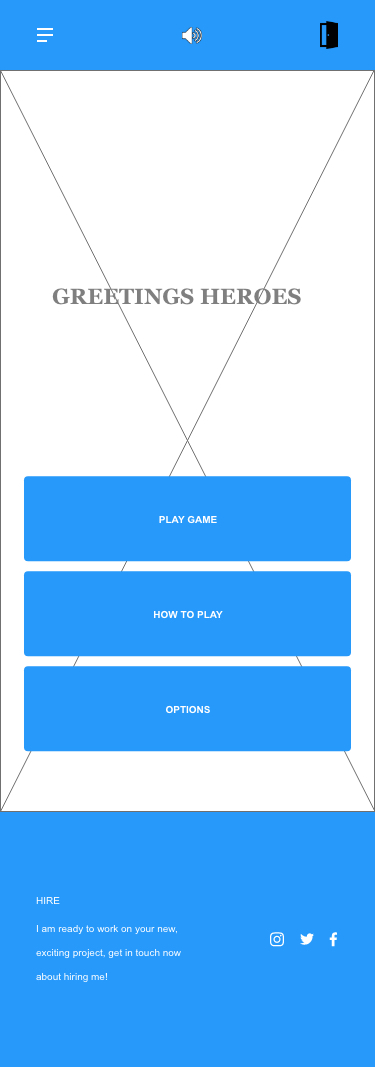 GREETINGS HEROES
PLAY GAME
HOW TO PLAY
OPTIONS
HIRE
I am ready to work on your new,
exciting project, get in touch now
about hiring me!